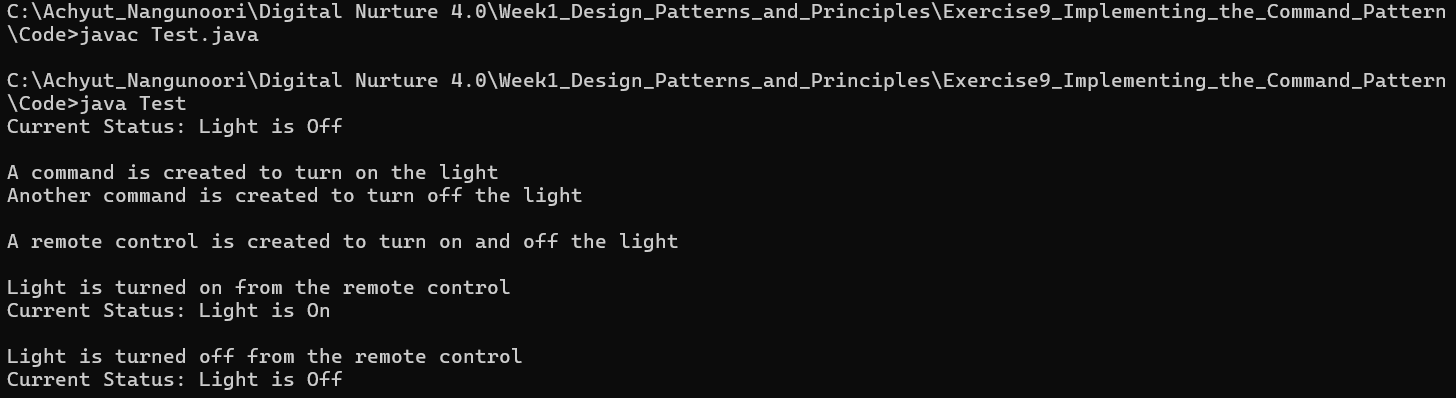 C:\Achyut_Nangunoori\Digital Nurture 4.0\Week1_Design_Patterns_and_Principles\Exercise9_Implementing_the_Command_Pattern
\Code>javac Test.java
C:\Achyut_Nangunoori\Digital Nurture 4.0\Week1_Design_Patterns_and_Principles\Exercise9_Implementing_the_Command_Pattern
\Code>java Test
Current Status: Light is Off
A command is created to turn on the light
Another command is created to turn off the light
A remote control is created to turn on and off the light
Light is turned on from the remote control
Current Status: Light is On
Light is turned off from the remote control
Current Status: Light is Off